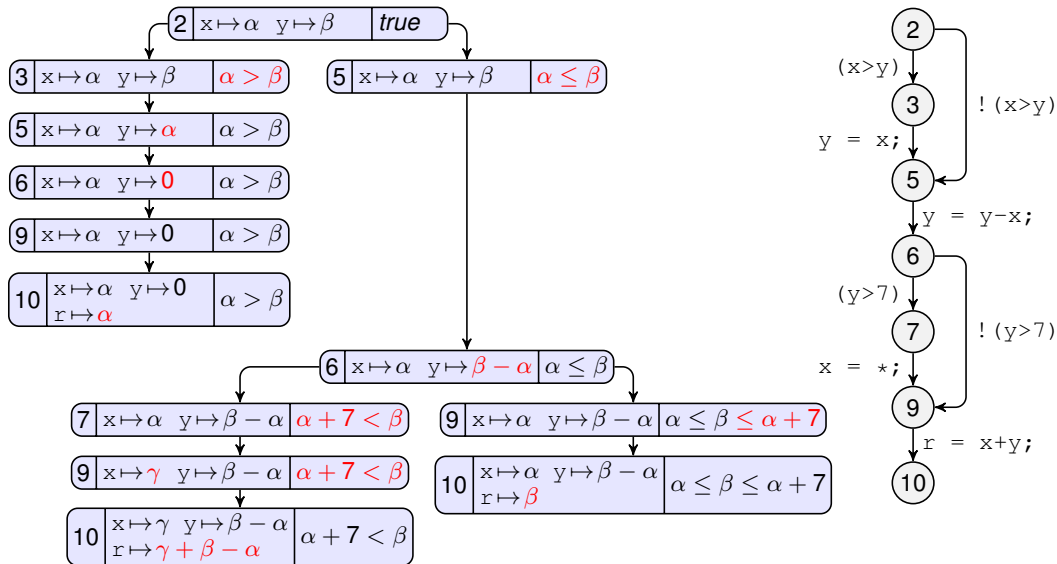 2 x↦α y↦β true
3 x↦α y↦β α > β
5 x↦α y↦β α ≤ β
5 x↦α y↦α α > β
6 x↦α y↦0 α > β
9 x↦α y↦0 α > β
10 x↦α y↦0 α > β
r↦α
6 x↦α y↦β − α α ≤ β
7 x↦α y↦β − α α + 7 < β
9 x↦α y↦β − α α ≤ β ≤ α + 7
9 x↦γ y↦β − α α + 7 < β
10 x↦α y↦β − α α ≤ β ≤ α + 7
r↦β
10 x↦γ y↦β − α α + 7 < β
r↦γ + β − α
2
(x>y)
3
!(x>y)
y = x;
5
y = y-x;
6
(y>7)
7
!(y>7)
x = *;
9
r = x+y;
10